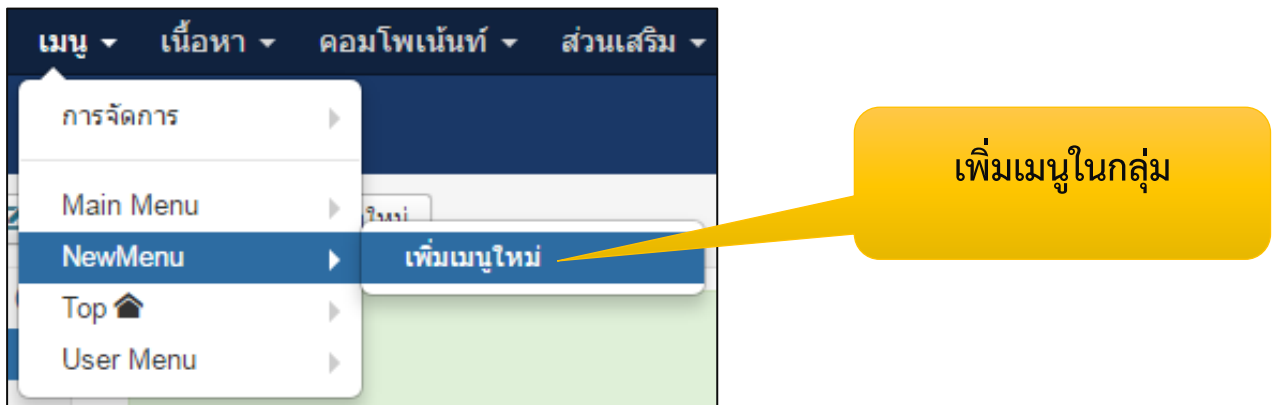 เมนู เนื้อหา คอมโพเน้นท์ ส่วนเสริม
การจัดการ
Main Menu
NewMenu เพิ่มเมนูใหม่
Top
User Menu
เพิ่มเมนูในกลุ่ม